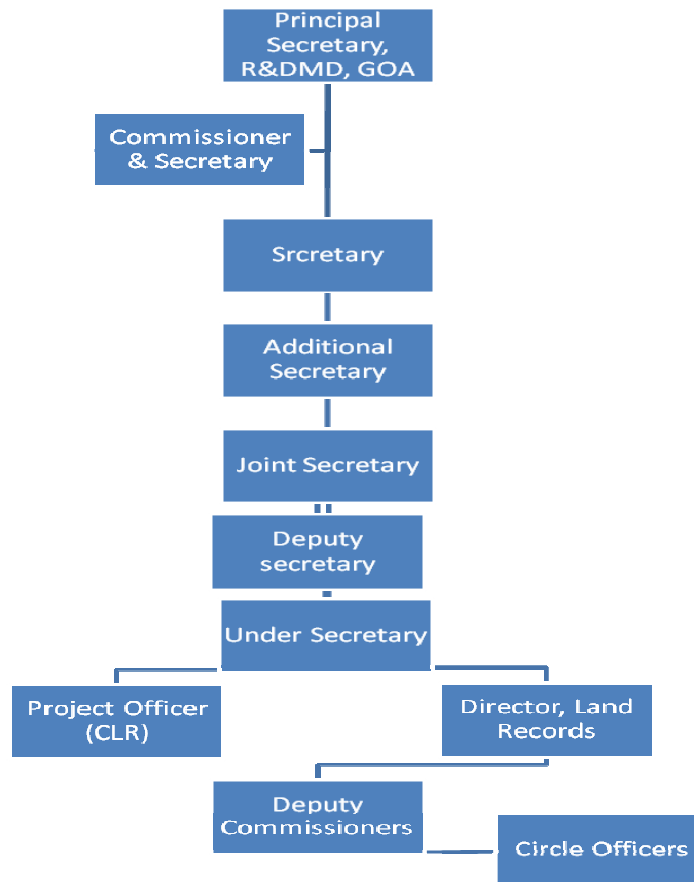 Principal
Secretary,
R&DMD, GOA
Commissioner
& Secretary
Srcretary
Additional
Secretary
Joint Secretary
Deputy
secretary
Under Secretary
Project Officer
(CLR)
Director, Land
Records
Deputy
Commissioners
Circle Officers